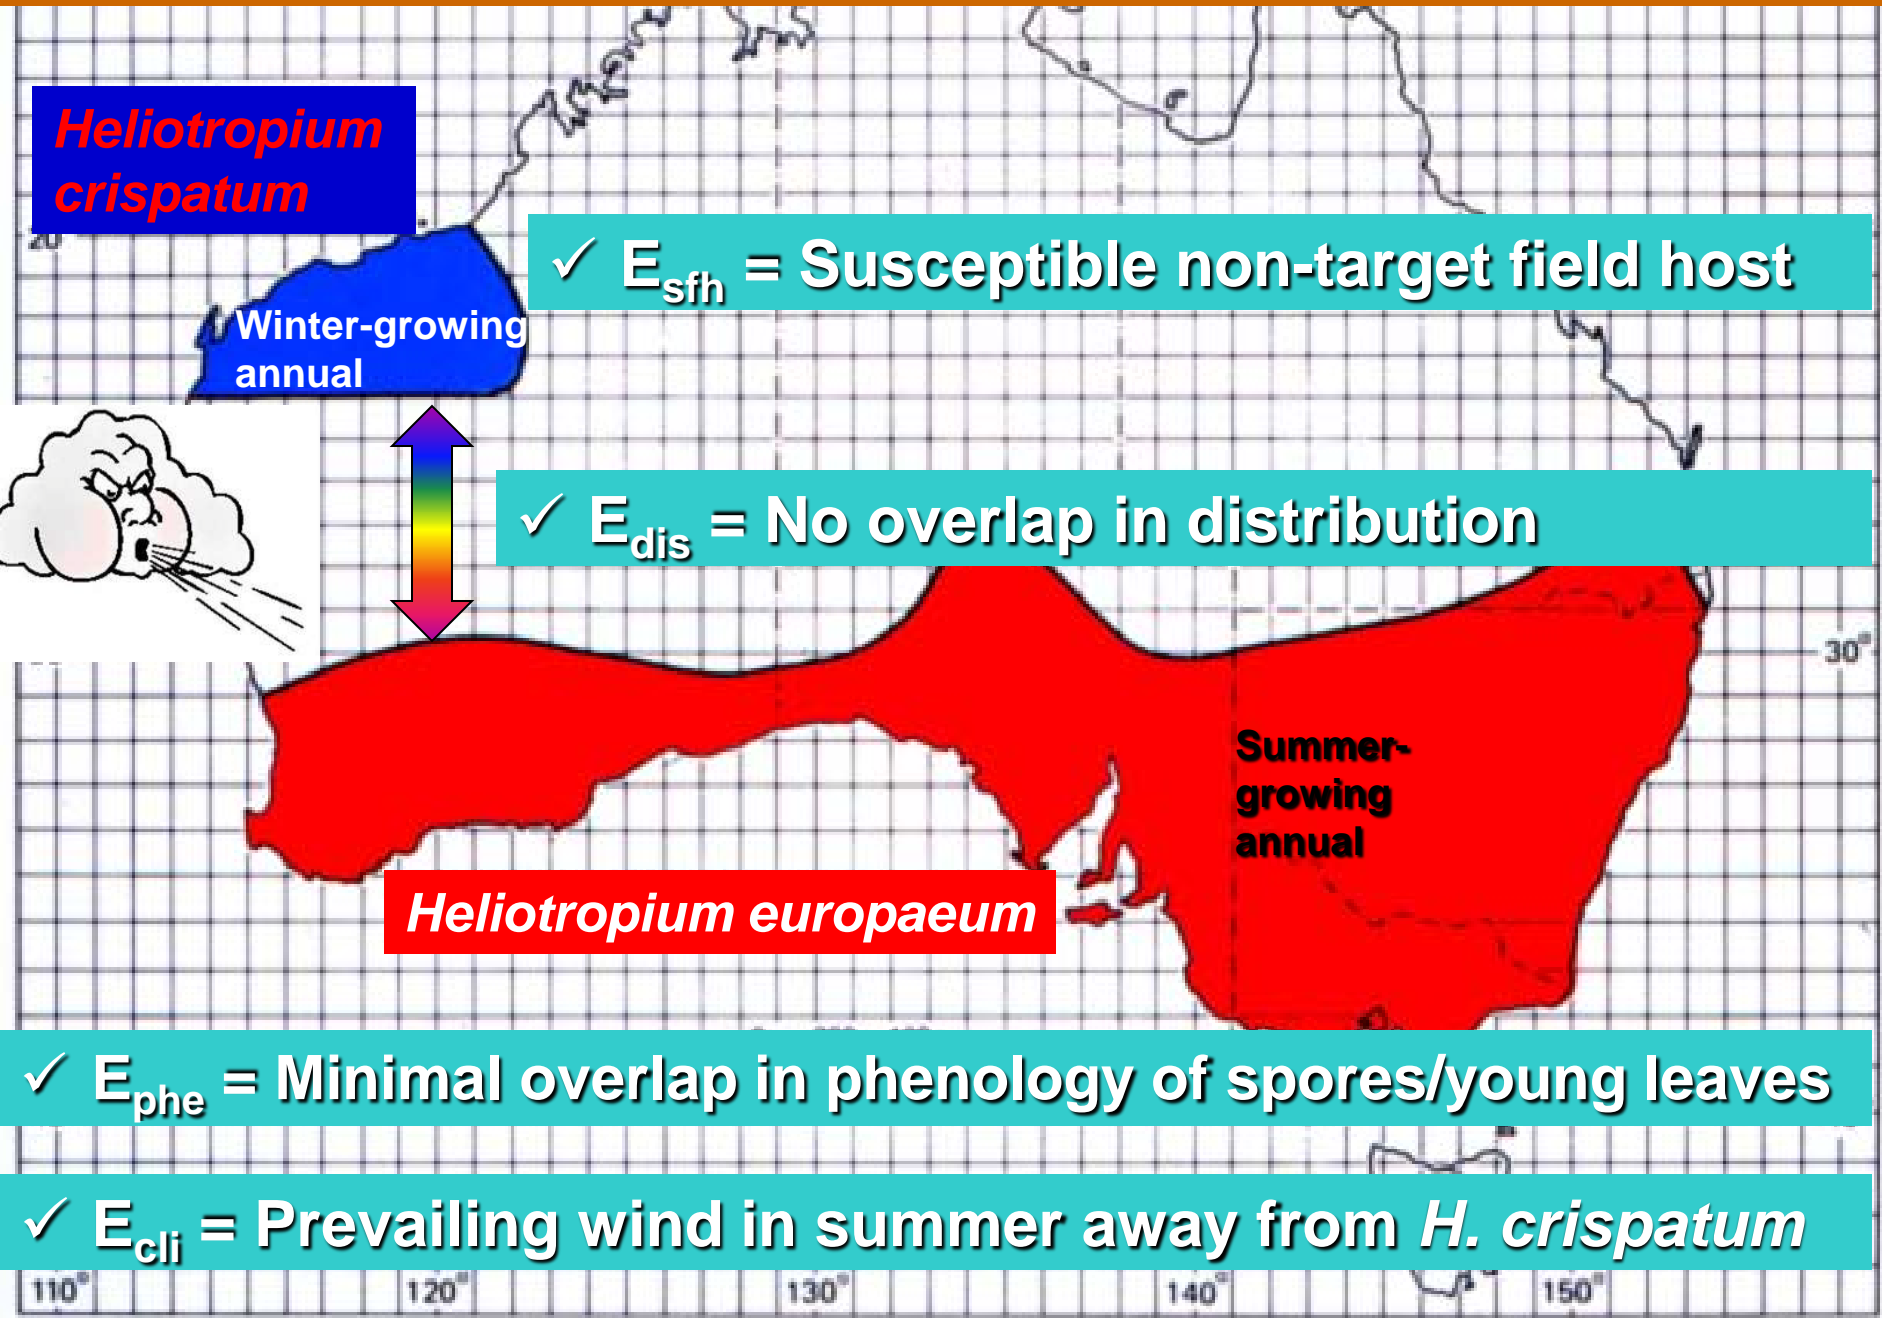 Heliotropium
crispatum
20
✓ Esfh = Susceptible non-target field host
Winter-growing
annual
✓ Edis = No overlap in distribution
30°
Summer-
growing
annual
Heliotropium europaeum
✓ Ephe = Minimal overlap in phenology of spores/young leaves
✓ Ecli = Prevailing wind in summer away from H. crispatum
110° 120° 130° 140° 150°